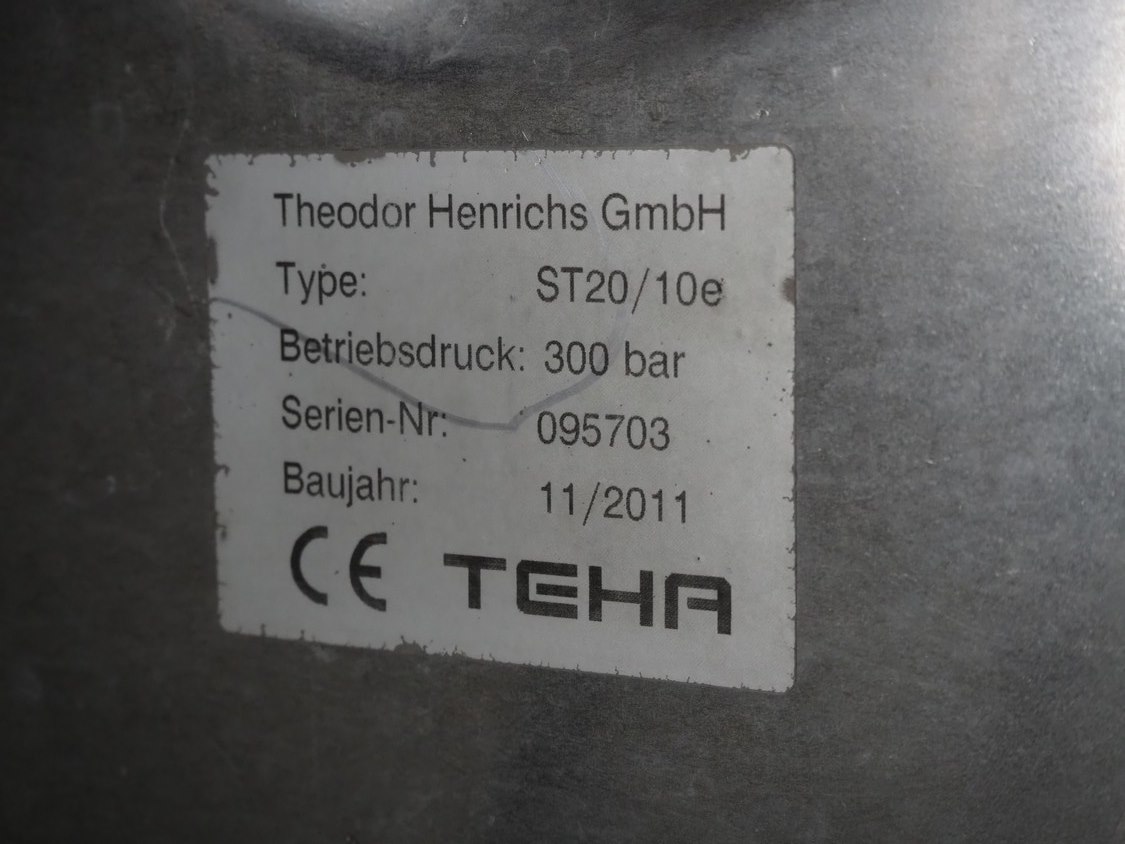 Theodor Henrichs GmbH
Type: ST20/10e
Betriebsdruck: 300 bar
Serien-Nr: 095703
Baujahr: 11/2011
CE TEHA